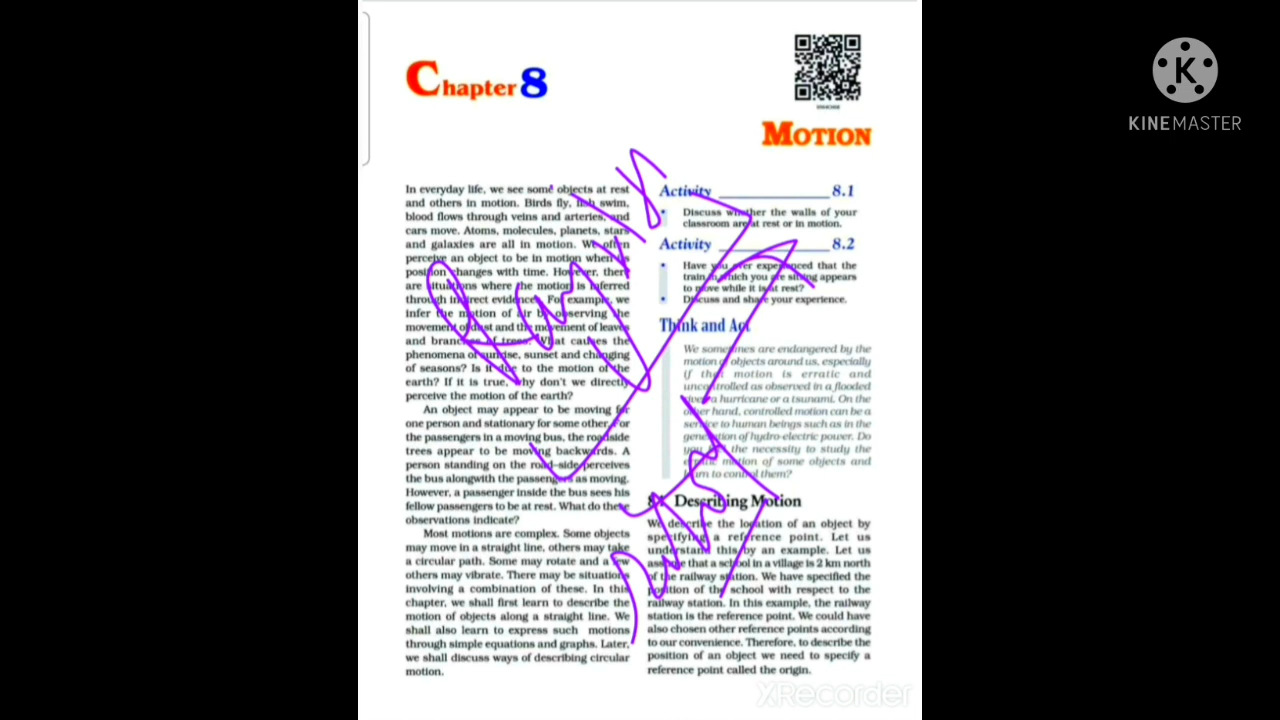 Chapter 8
KINEMASTER
MOTION
In everyday life, we see some objects at rest
and others in motion. Birds fly, fish swim,
blood flows through veins and arteries, and
cars move. Atoms, molecules, planets, stars
and galaxies are all in motion. We often
perceive an object to be in motion when its
position changes with time. However, there
are situations where the motion is inferred
through indirect evidences. For example, we
infer the motion of air by observing the
movement of dust and the movement of leaves
and branches of trees. What causes the
phenomena of sunrise, sunset and changing
of seasons? Is it due to the motion of the
earth? If it is true, why don't we directly
perceive the motion of the earth?
An object may appear to be moving for
one person and stationary for some other. For
the passengers in a moving bus, the roadside
trees appear to be moving backwards. A
person standing on the road–side perceives
the bus alongwith the passengers as moving.
However, a passenger inside the bus sees his
fellow passengers to be at rest. What do these
observations indicate?
Most motions are complex. Some objects
may move in a straight line, others may take
a circular path. Some may rotate and a few
others may vibrate. There may be situations
involving a combination of these. In this
chapter, we shall first learn to describe the
motion of objects along a straight line. We
shall also learn to express such motions
through simple equations and graphs. Later,
we shall discuss ways of describing circular
motion.
Activity ______________ 8.1
• Discuss whether the walls of your
classroom are at rest or in motion.
Activity ______________ 8.2
• Have you ever experienced that the
train in which you are sitting appears
to move while it is at rest?
• Discuss and share your experience.
Think and Act
We sometimes are endangered by the
motion of objects around us, especially
if that motion is erratic and
uncontrolled as observed in a flooded
river, a hurricane or a tsunami. On the
other hand, controlled motion can be a
service to human beings such as in the
generation of hydro-electric power. Do
you feel the necessity to study the
erratic motion of some objects and
learn to control them?
8.1 Describing Motion
We describe the location of an object by
specifying a reference point. Let us
understand this by an example. Let us
assume that a school in a village is 2 km north
of the railway station. We have specified the
position of the school with respect to the
railway station. In this example, the railway
station is the reference point. We could have
also chosen other reference points according
to our convenience. Therefore, to describe the
position of an object we need to specify a
reference point called the origin.
XRecorder